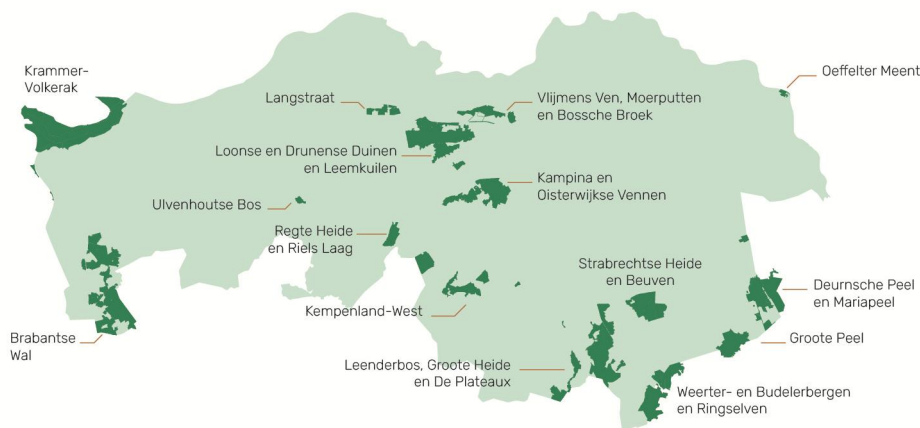 Krammer-
Volkerak
Langstraat
Vlijmens Ven, Moerputten
en Bossche Broek
Oeffelter Meent
Loonse en Drunense Duinen
en Leemkuilen
Kampina en
Oisterwijkse Vennen
Ulvenhoutse Bos
Regte Heide
en Riels Laag
Strabrechtse Heide
en Beuven
Deurnsche Peel
en Mariapeel
Kempenland-West
Brabantse
Wal
Groote Peel
Leenderbos, Groote Heide
en De Plateaux
Weerter- en Budelerbergen
en Ringselven